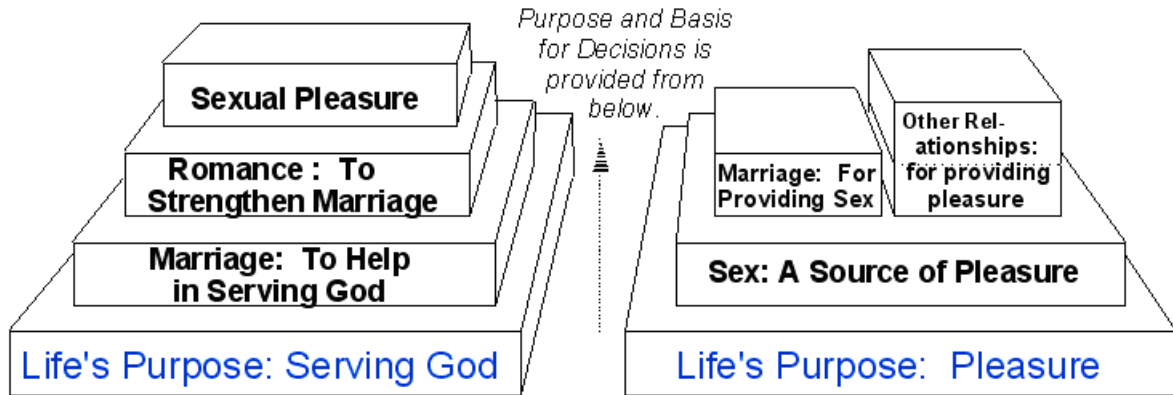 Purpose and Basis
for Decisions is
provided from
below.
Sexual Pleasure
Romance : To
Strengthen Marriage
Marriage: To Help
in Serving God
Life's Purpose: Serving God
Marriage: For
Providing Sex
Other Rel-
ationships:
for providing
pleasure
Sex: A Source of Pleasure
Life's Purpose: Pleasure